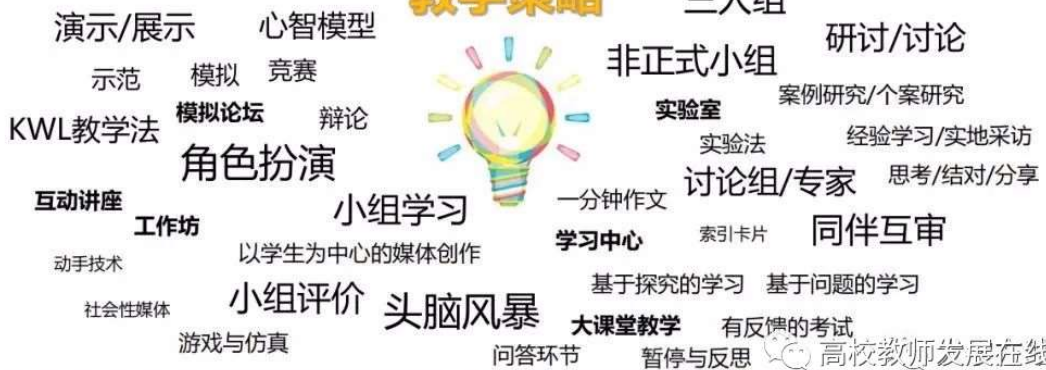 教学策略
三人组
演示/展示
心智模型
研讨/讨论
非正式小组
示范
模拟
竞赛
案例研究/个案研究
模拟论坛
实验室
辩论
KWL教学法
实验法
经验学习/实地采访
角色扮演
讨论组/专家
思考/结对/分享
互动讲座
小组学习
一分钟作文
工作坊
学习中心
索引卡片
同伴互审
以学生为中心的媒体创作
动手技术
基于探究的学习
基于问题的学习
社会性媒体
小组评价
头脑风暴
大课堂教学
有反馈的考试
游戏与仿真
问答环节
暂停与反思
高校教师发展在线